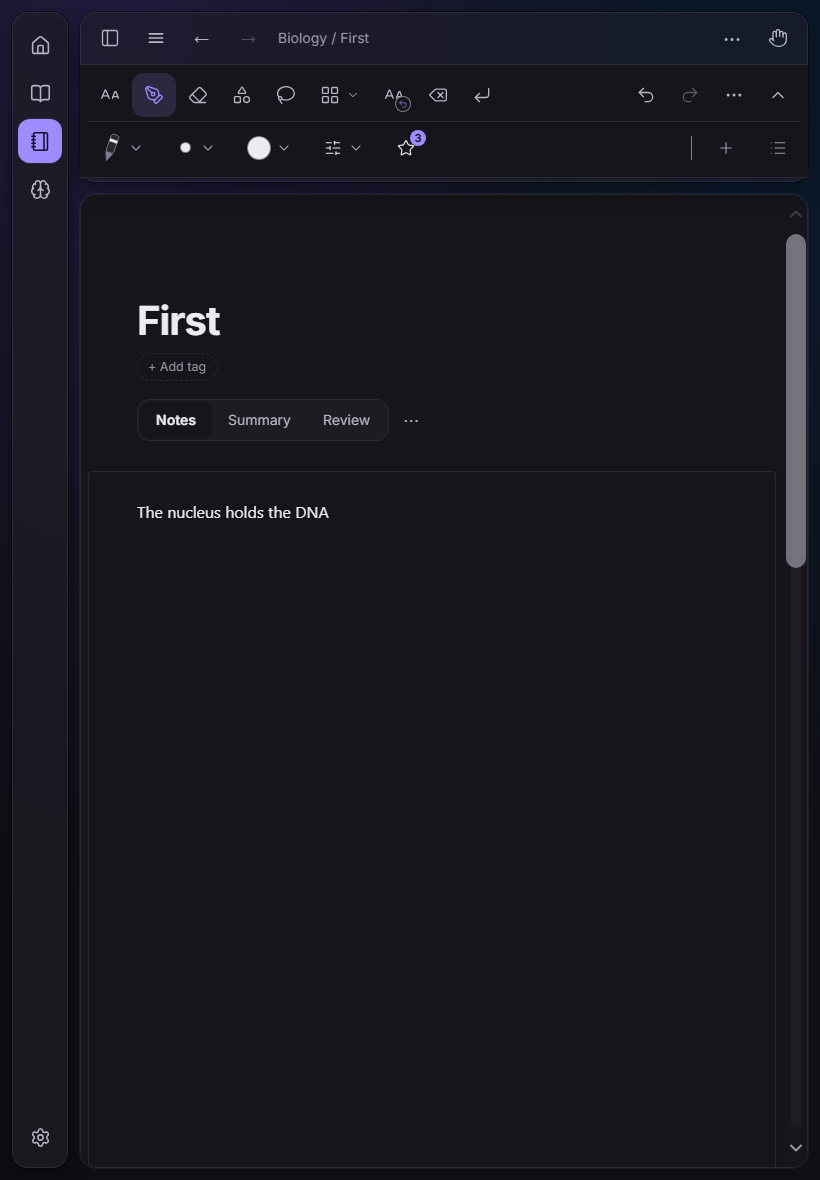 Biology / First
AA
AA
3
First
+ Add tag
Notes Summary Review
The nucleus holds the DNA